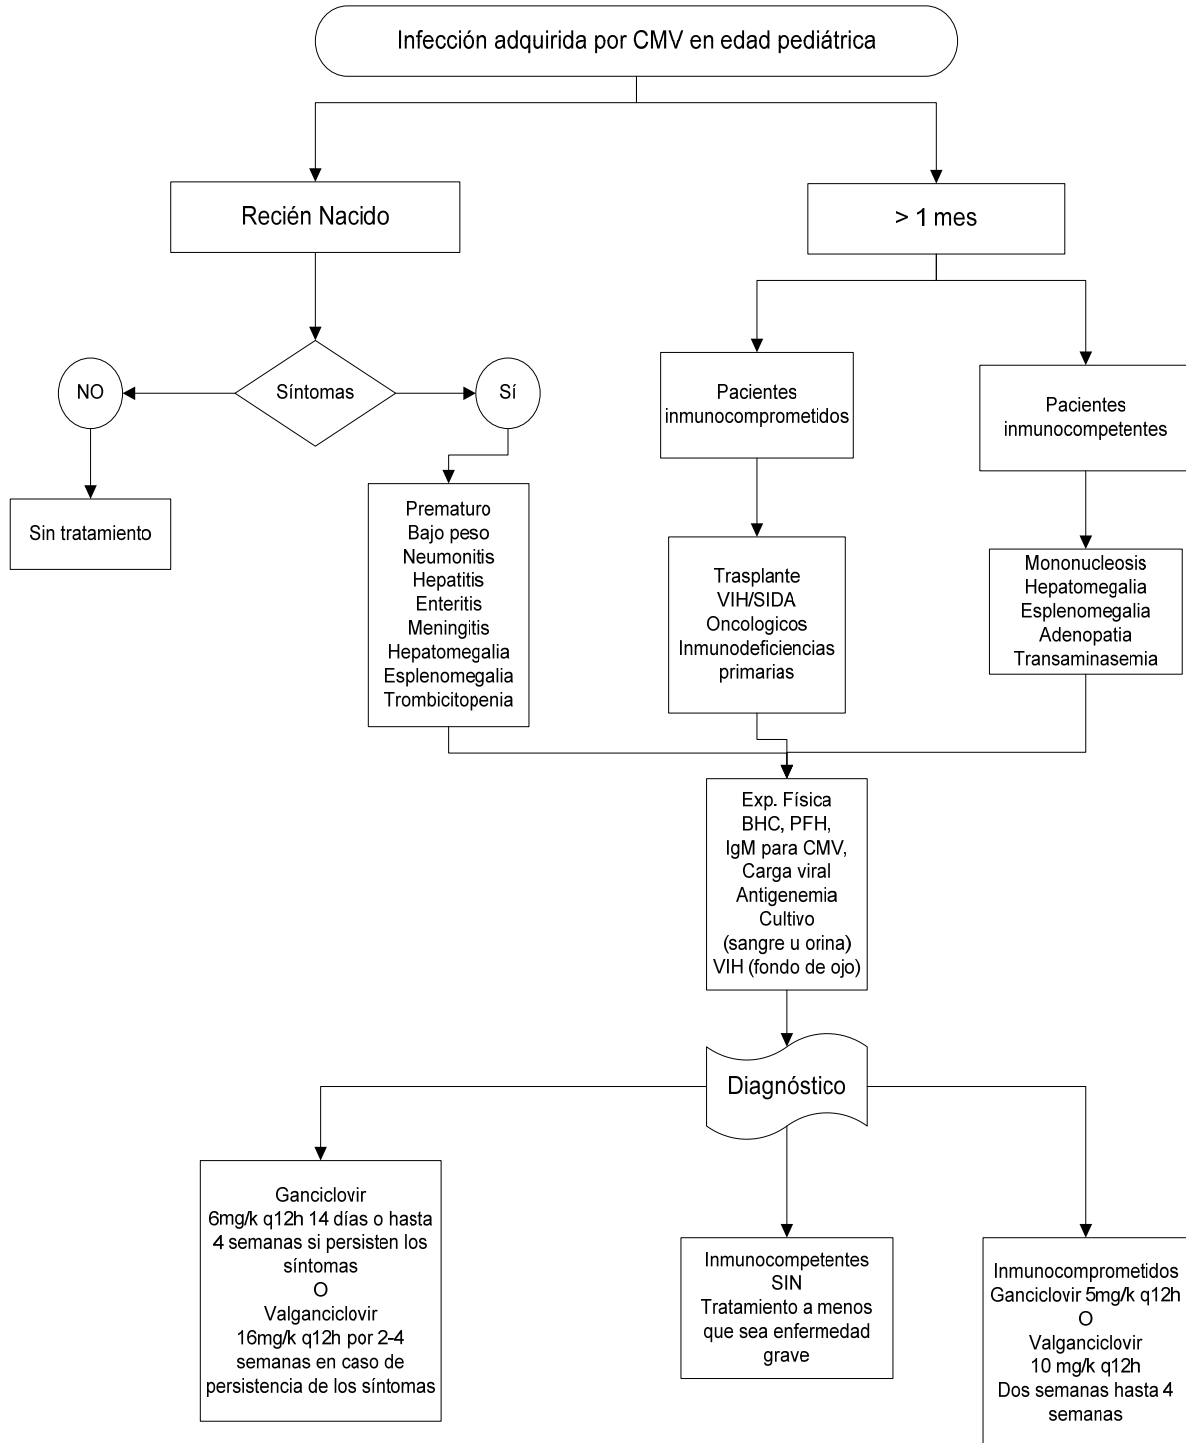 Infección adquirida por CMV en edad pediátrica
Recién Nacido
> 1 mes
NO
Síntomas
Sí
Pacientes
inmunocomprometidos
Pacientes
inmunocompetentes
Sin tratamiento
Prematuro
Bajo peso
Neumonitis
Hepatitis
Enteritis
Meningitis
Hepatomegalia
Esplenomegalia
Trombicitopenia
Trasplante
VIH/SIDA
Oncologicos
Inmunodeficiencias
primarias
Mononucleosis
Hepatomegalia
Esplenomegalia
Adenopatia
Transaminasemia
Exp. Física
BHC, PFH,
IgM para CMV,
Carga viral
Antigenemia
Cultivo
(sangre u orina)
VIH (fondo de ojo)
Diagnóstico
Ganciclovir
6mg/k q12h 14 días o hasta
4 semanas si persisten los
síntomas
O
Valganciclovir
16mg/k q12h por 2-4
semanas en caso de
persistencia de los síntomas
Inmunocompetentes
SIN
Tratamiento a menos
que sea enfermedad
grave
Inmunocomprometidos
Ganciclovir 5mg/k q12h
O
Valganciclovir
10 mg/k q12h
Dos semanas hasta 4
semanas